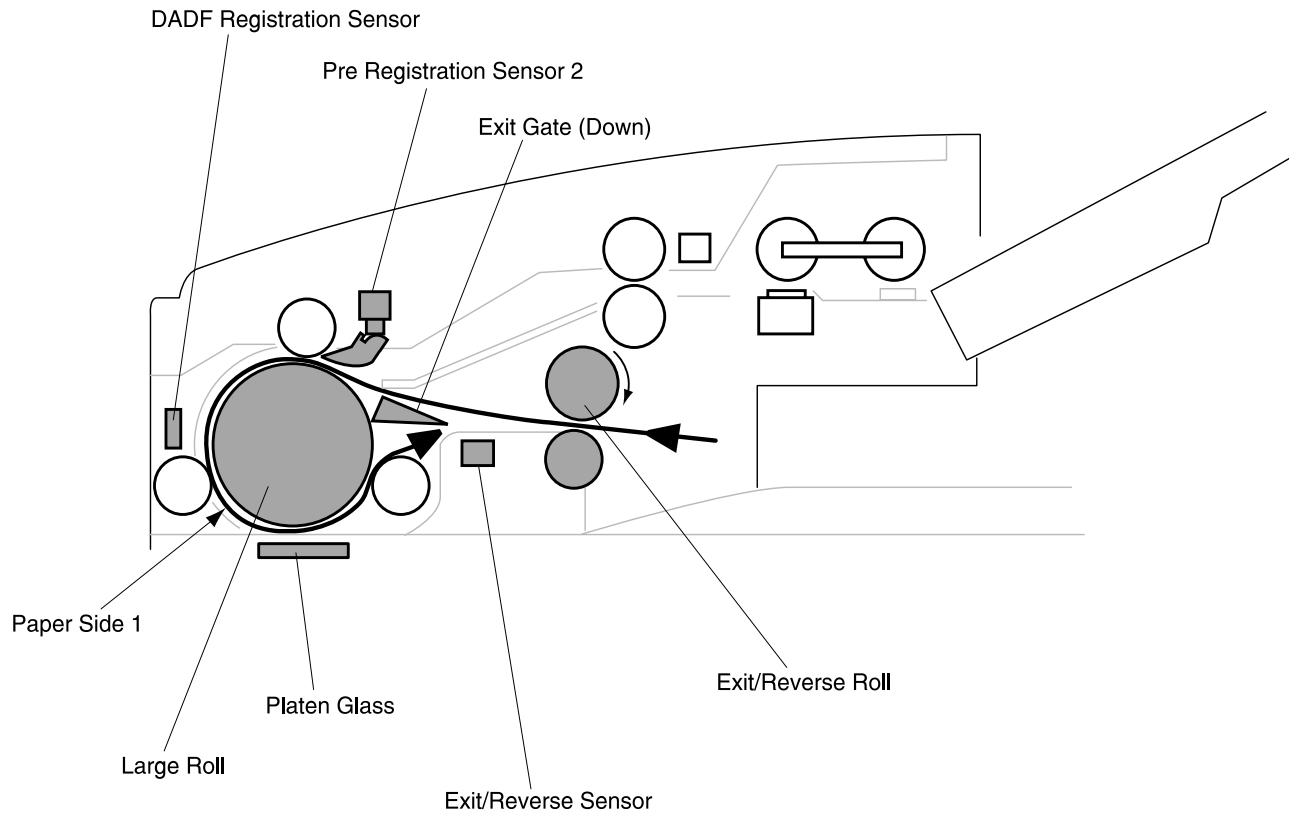 DADF Registration Sensor
Pre Registration Sensor 2
Exit Gate (Down)
Paper Side 1
Exit/Reverse Roll
Platen Glass
Large Roll
Exit/Reverse Sensor